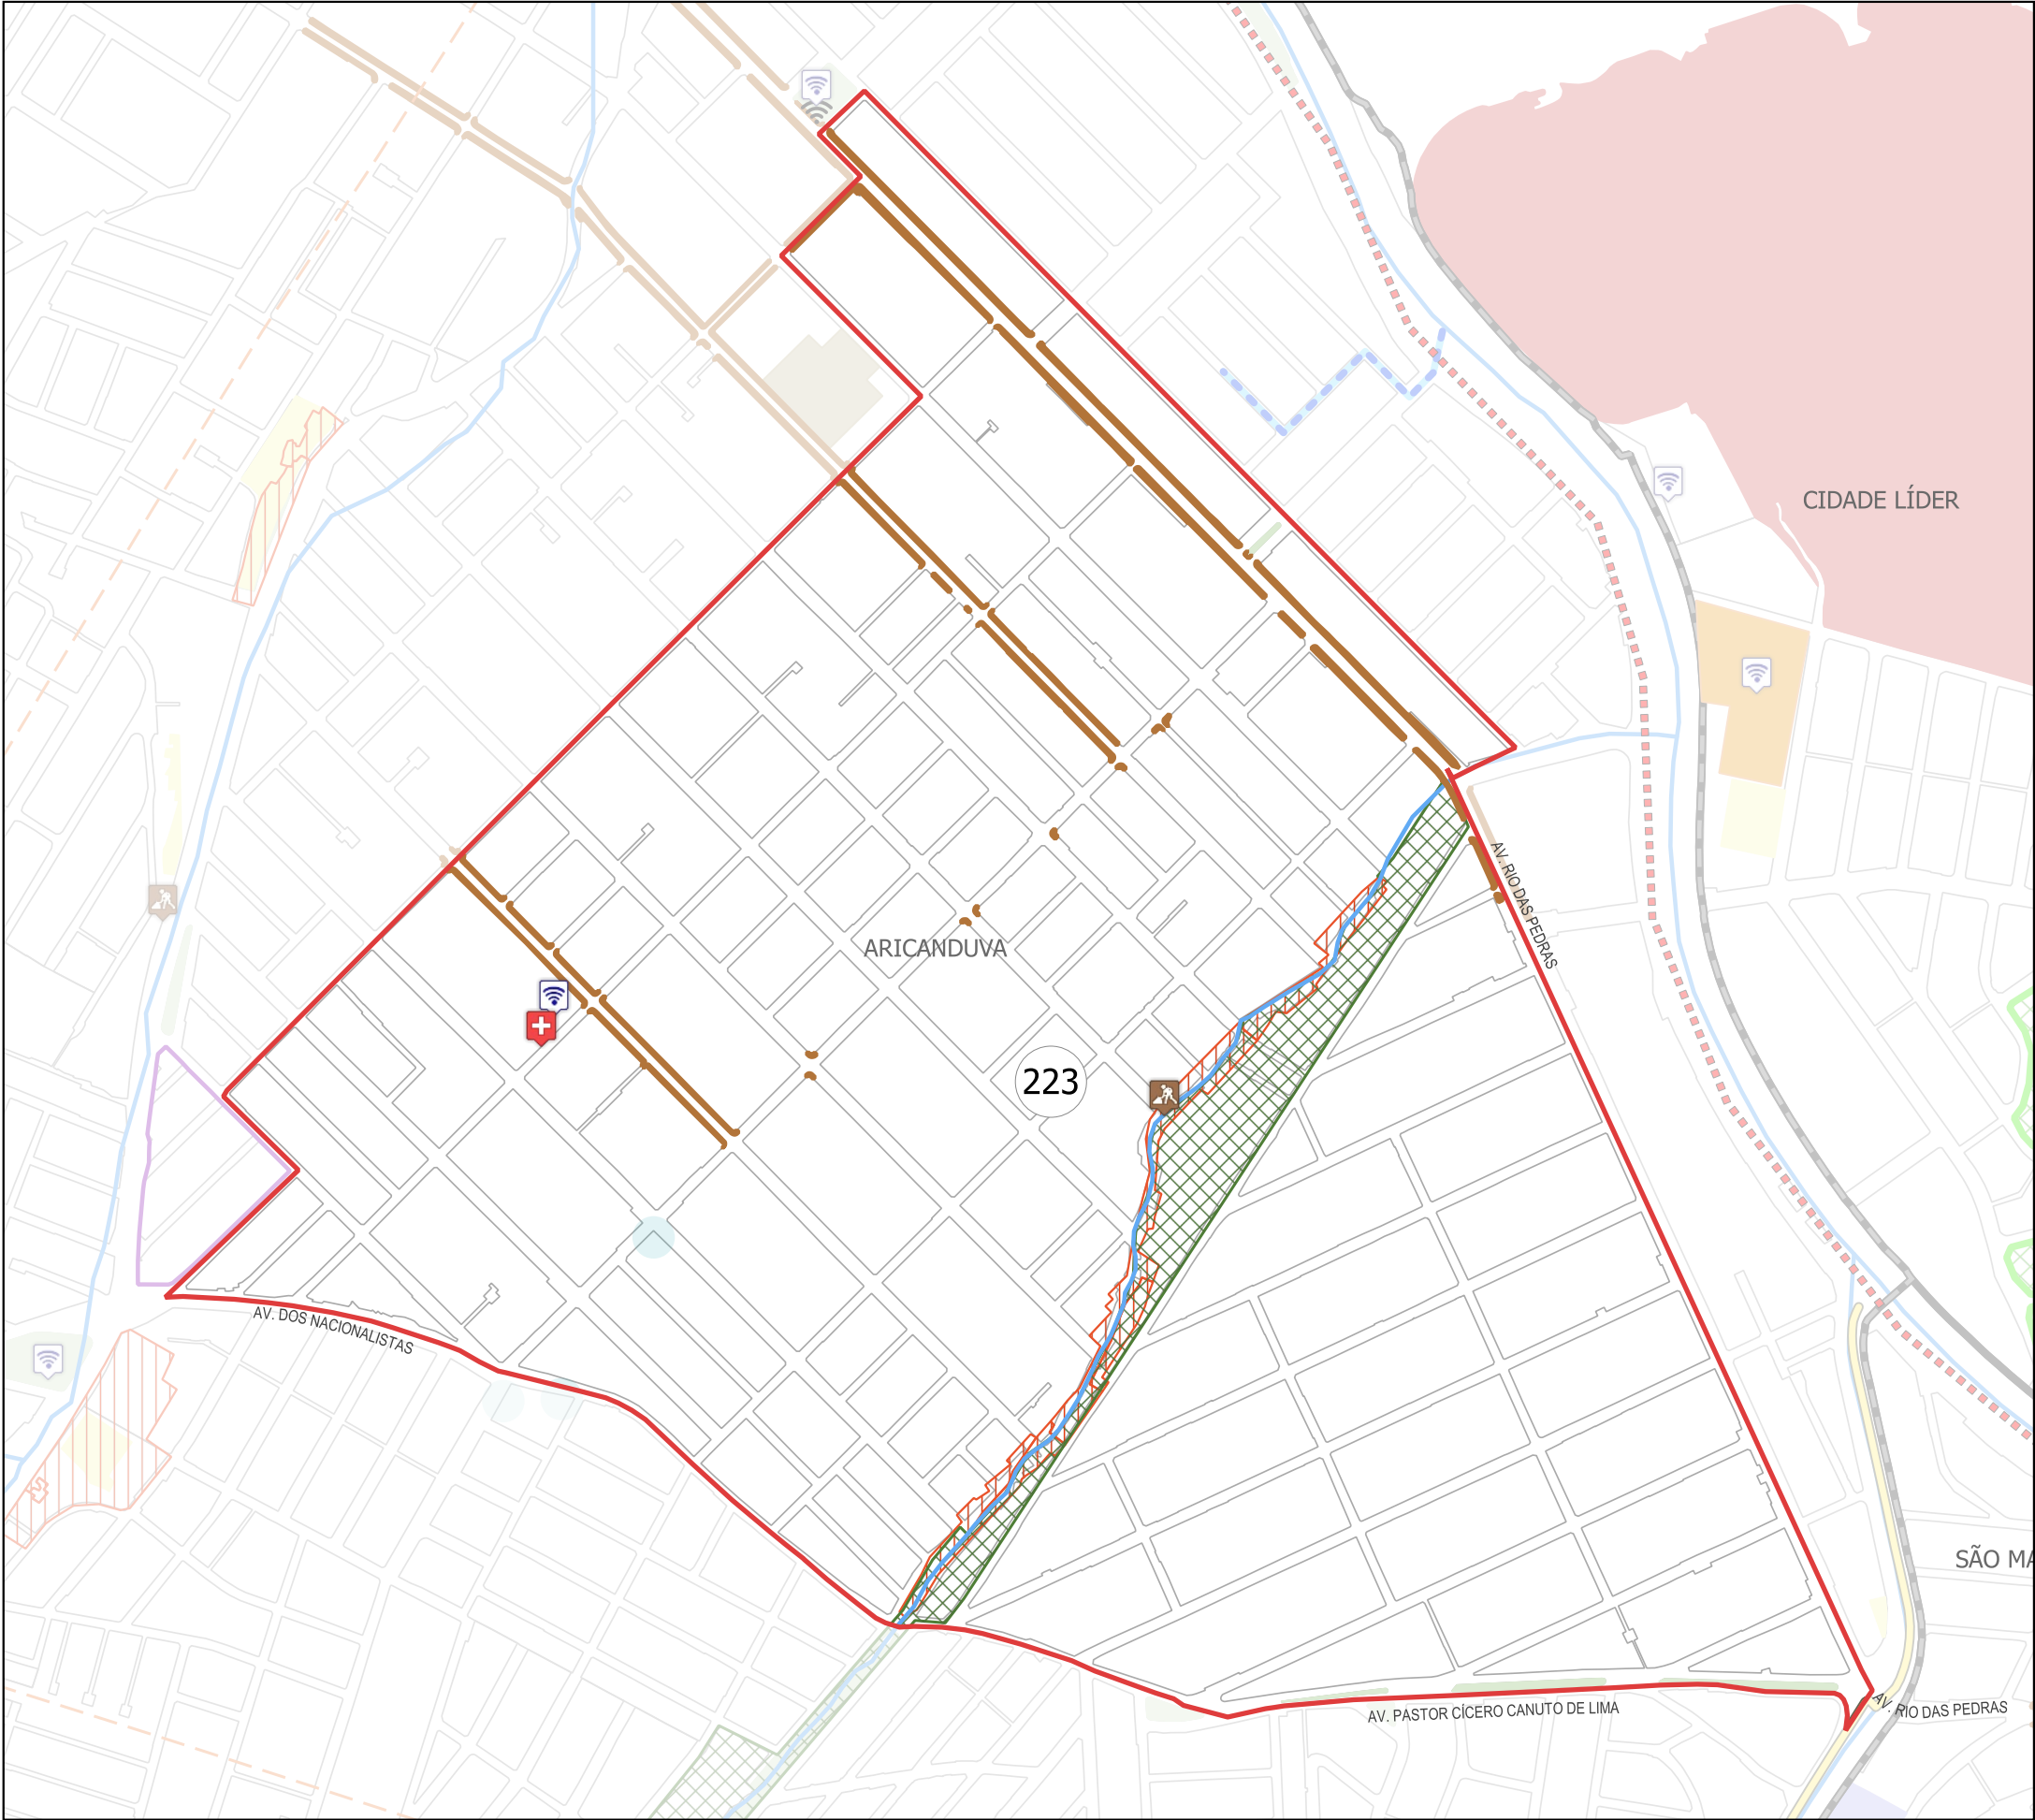 CIDADE LÍDER
AV. RIO DAS PEDRAS
ARICANDUVA
223
AV. DOS NACIONALISTAS
SÃO MA
AV. PASTOR CÍCERO CANUTO DE LIMA
AV. RIO DAS PEDRAS